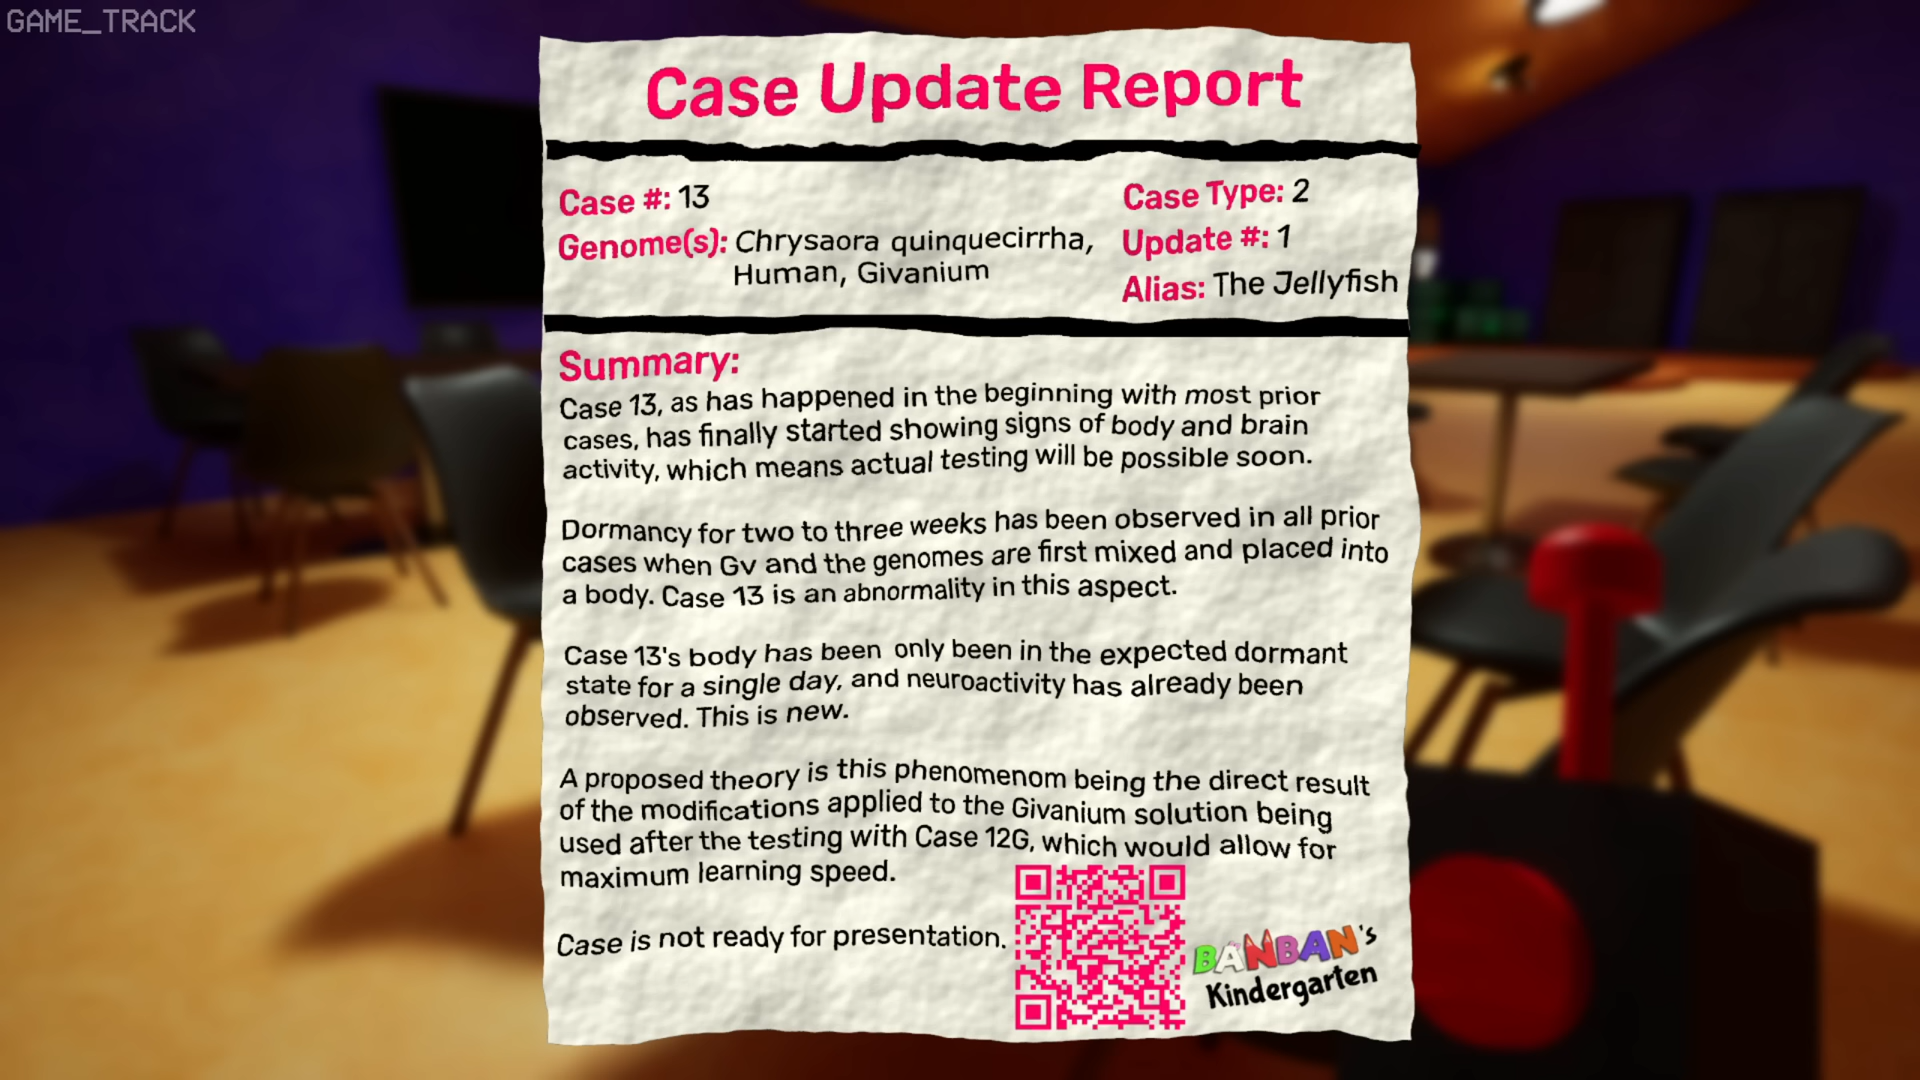 GAME_TRACK
Case Update Report
Case #: 13
Case Type: 2
Genome(s): Chrysaora quinquecirrha,
Human, Givanium
Update #: 1
Alias: The Jellyfish
Summary:
Case 13, as has happened in the beginning with most prior
cases, has finally started showing signs of body and brain
activity, which means actual testing will be possible soon.
Dormancy for two to three weeks has been observed in all prior
cases when Gv and the genomes are first mixed and placed into
a body. Case 13 is an abnormality in this aspect.
Case 13's body has been only been in the expected dormant
state for a single day, and neuroactivity has already been
observed. This is new.
A proposed theory is this phenomenom being the direct result
of the modifications applied to the Givanium solution being
used after the testing with Case 12G, which would allow for
maximum learning speed.
Case is not ready for presentation.
BANBAN's
Kindergarten